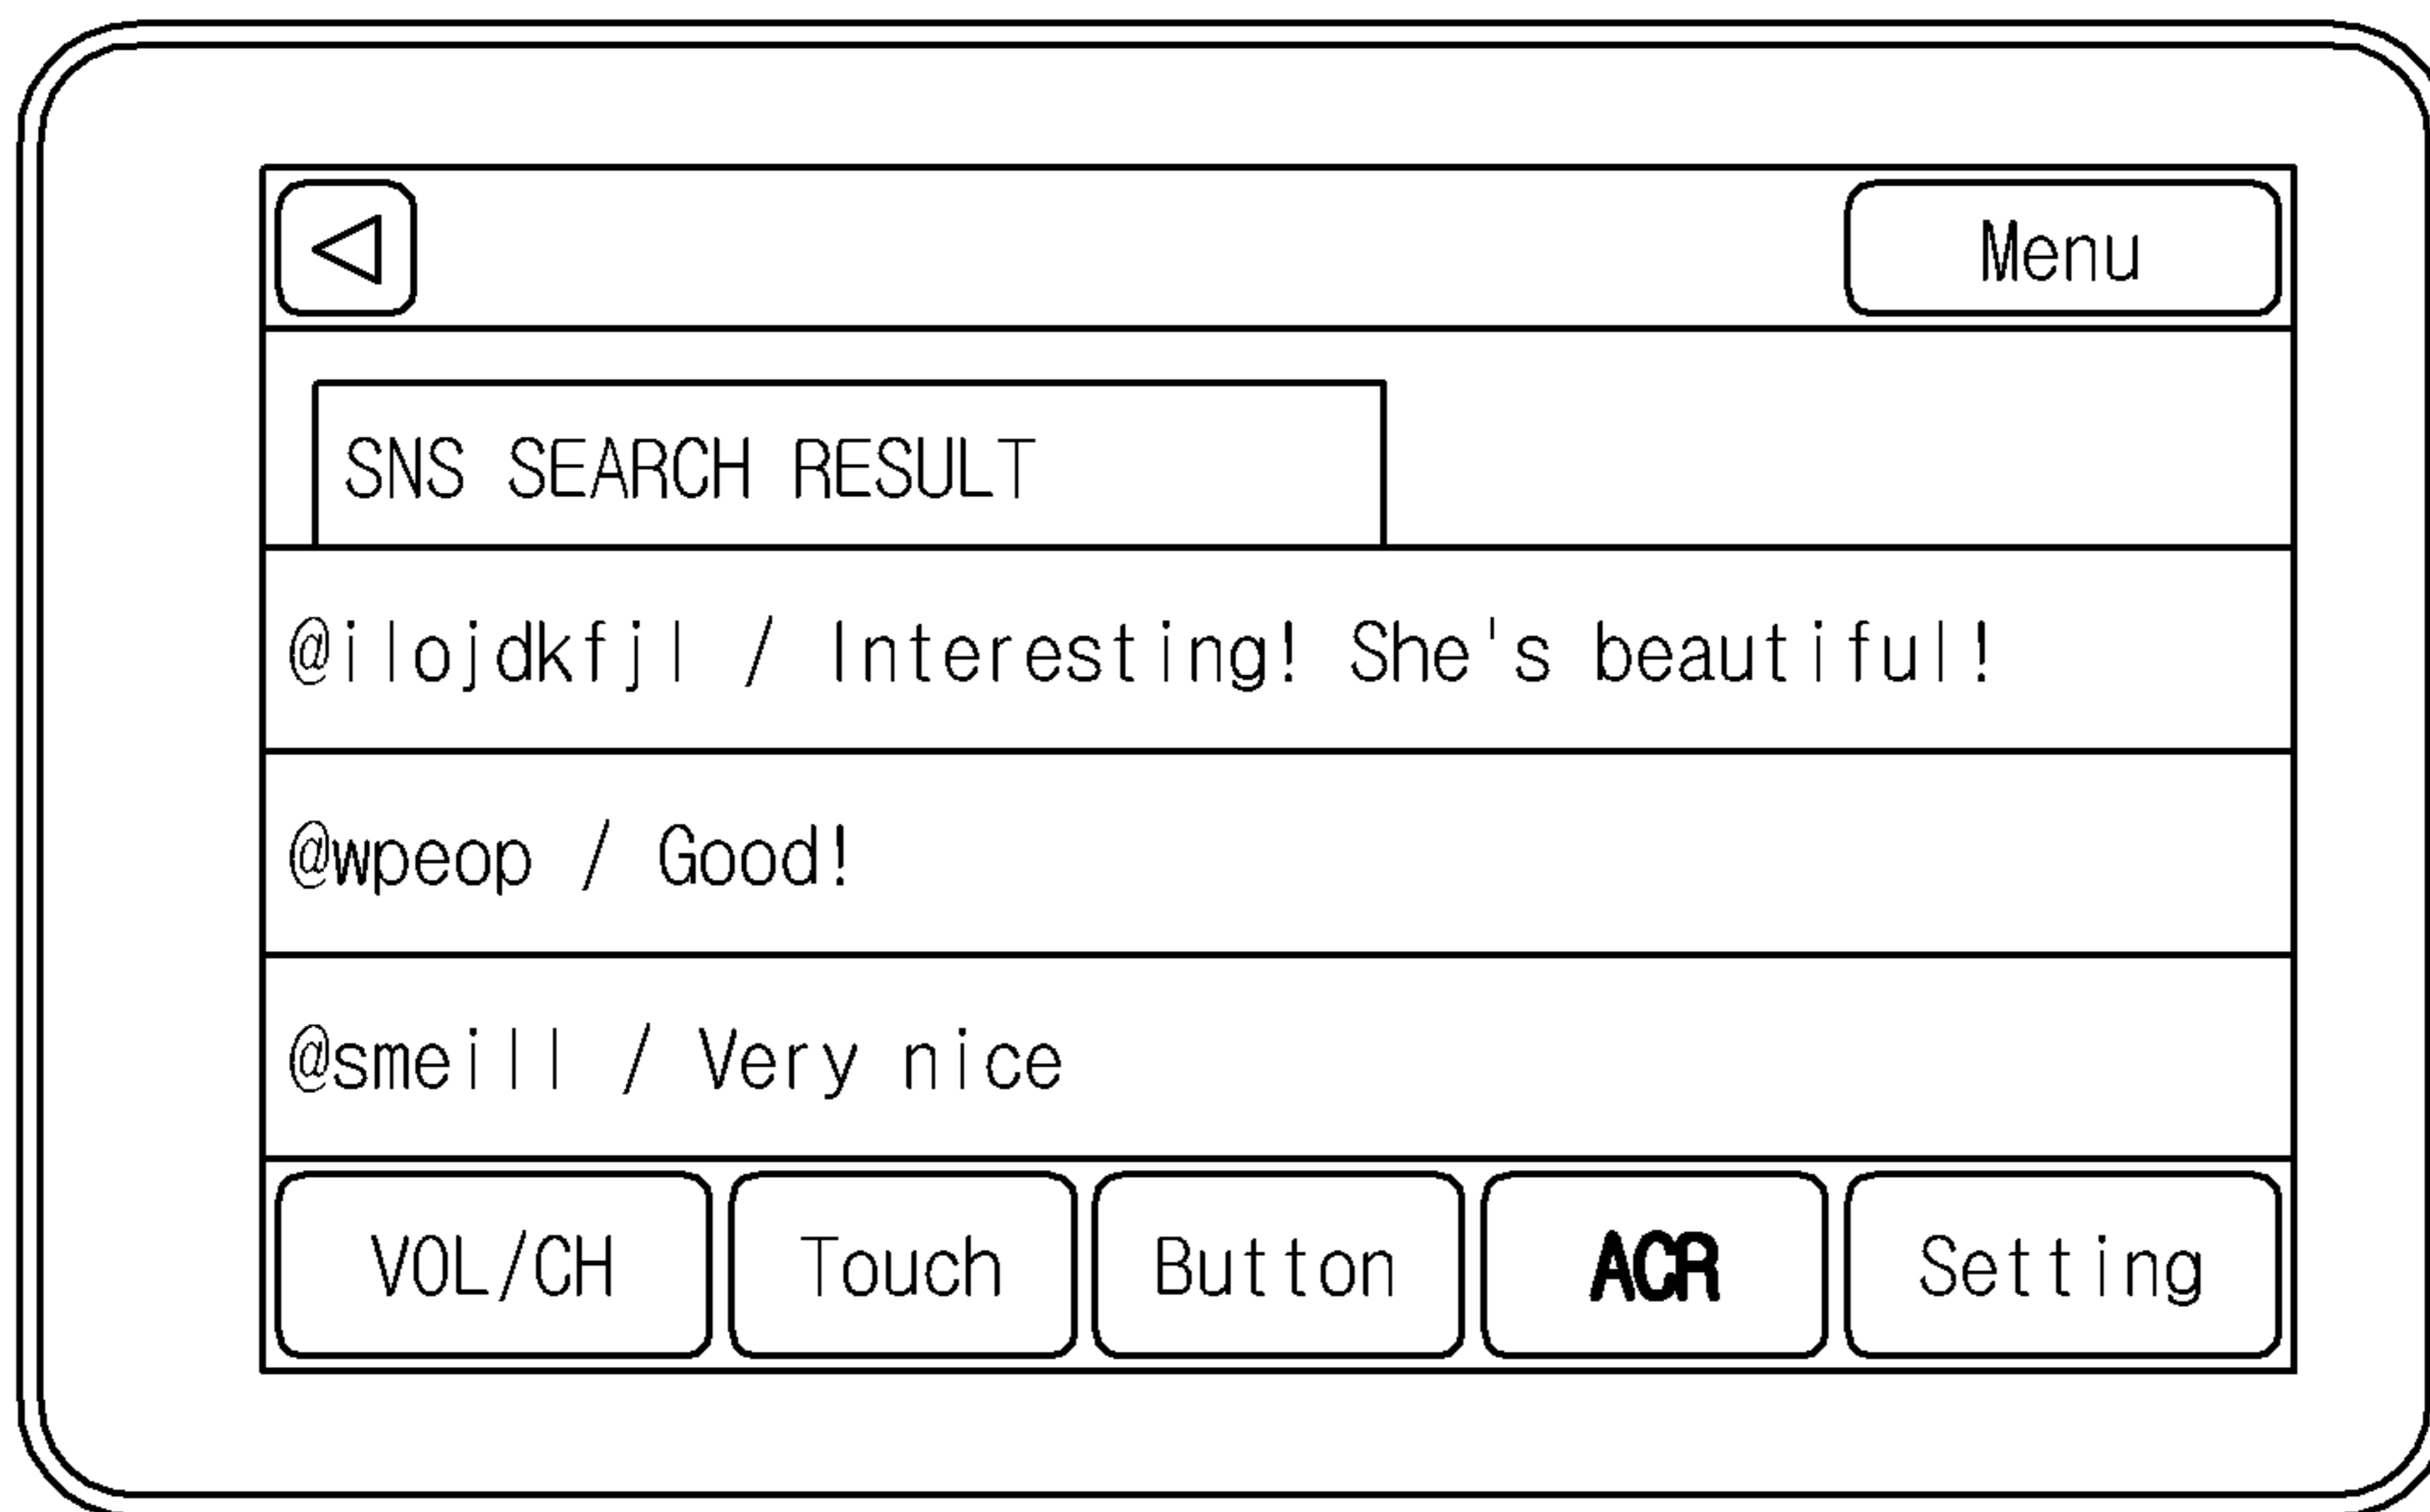 Menu
SNS SEARCH RESULT
@ilojdkfjl / Interesting! She's beautiful!
@wpeop / Good!
@smeill / Very nice
VOL/CH Touch Button ACR Setting